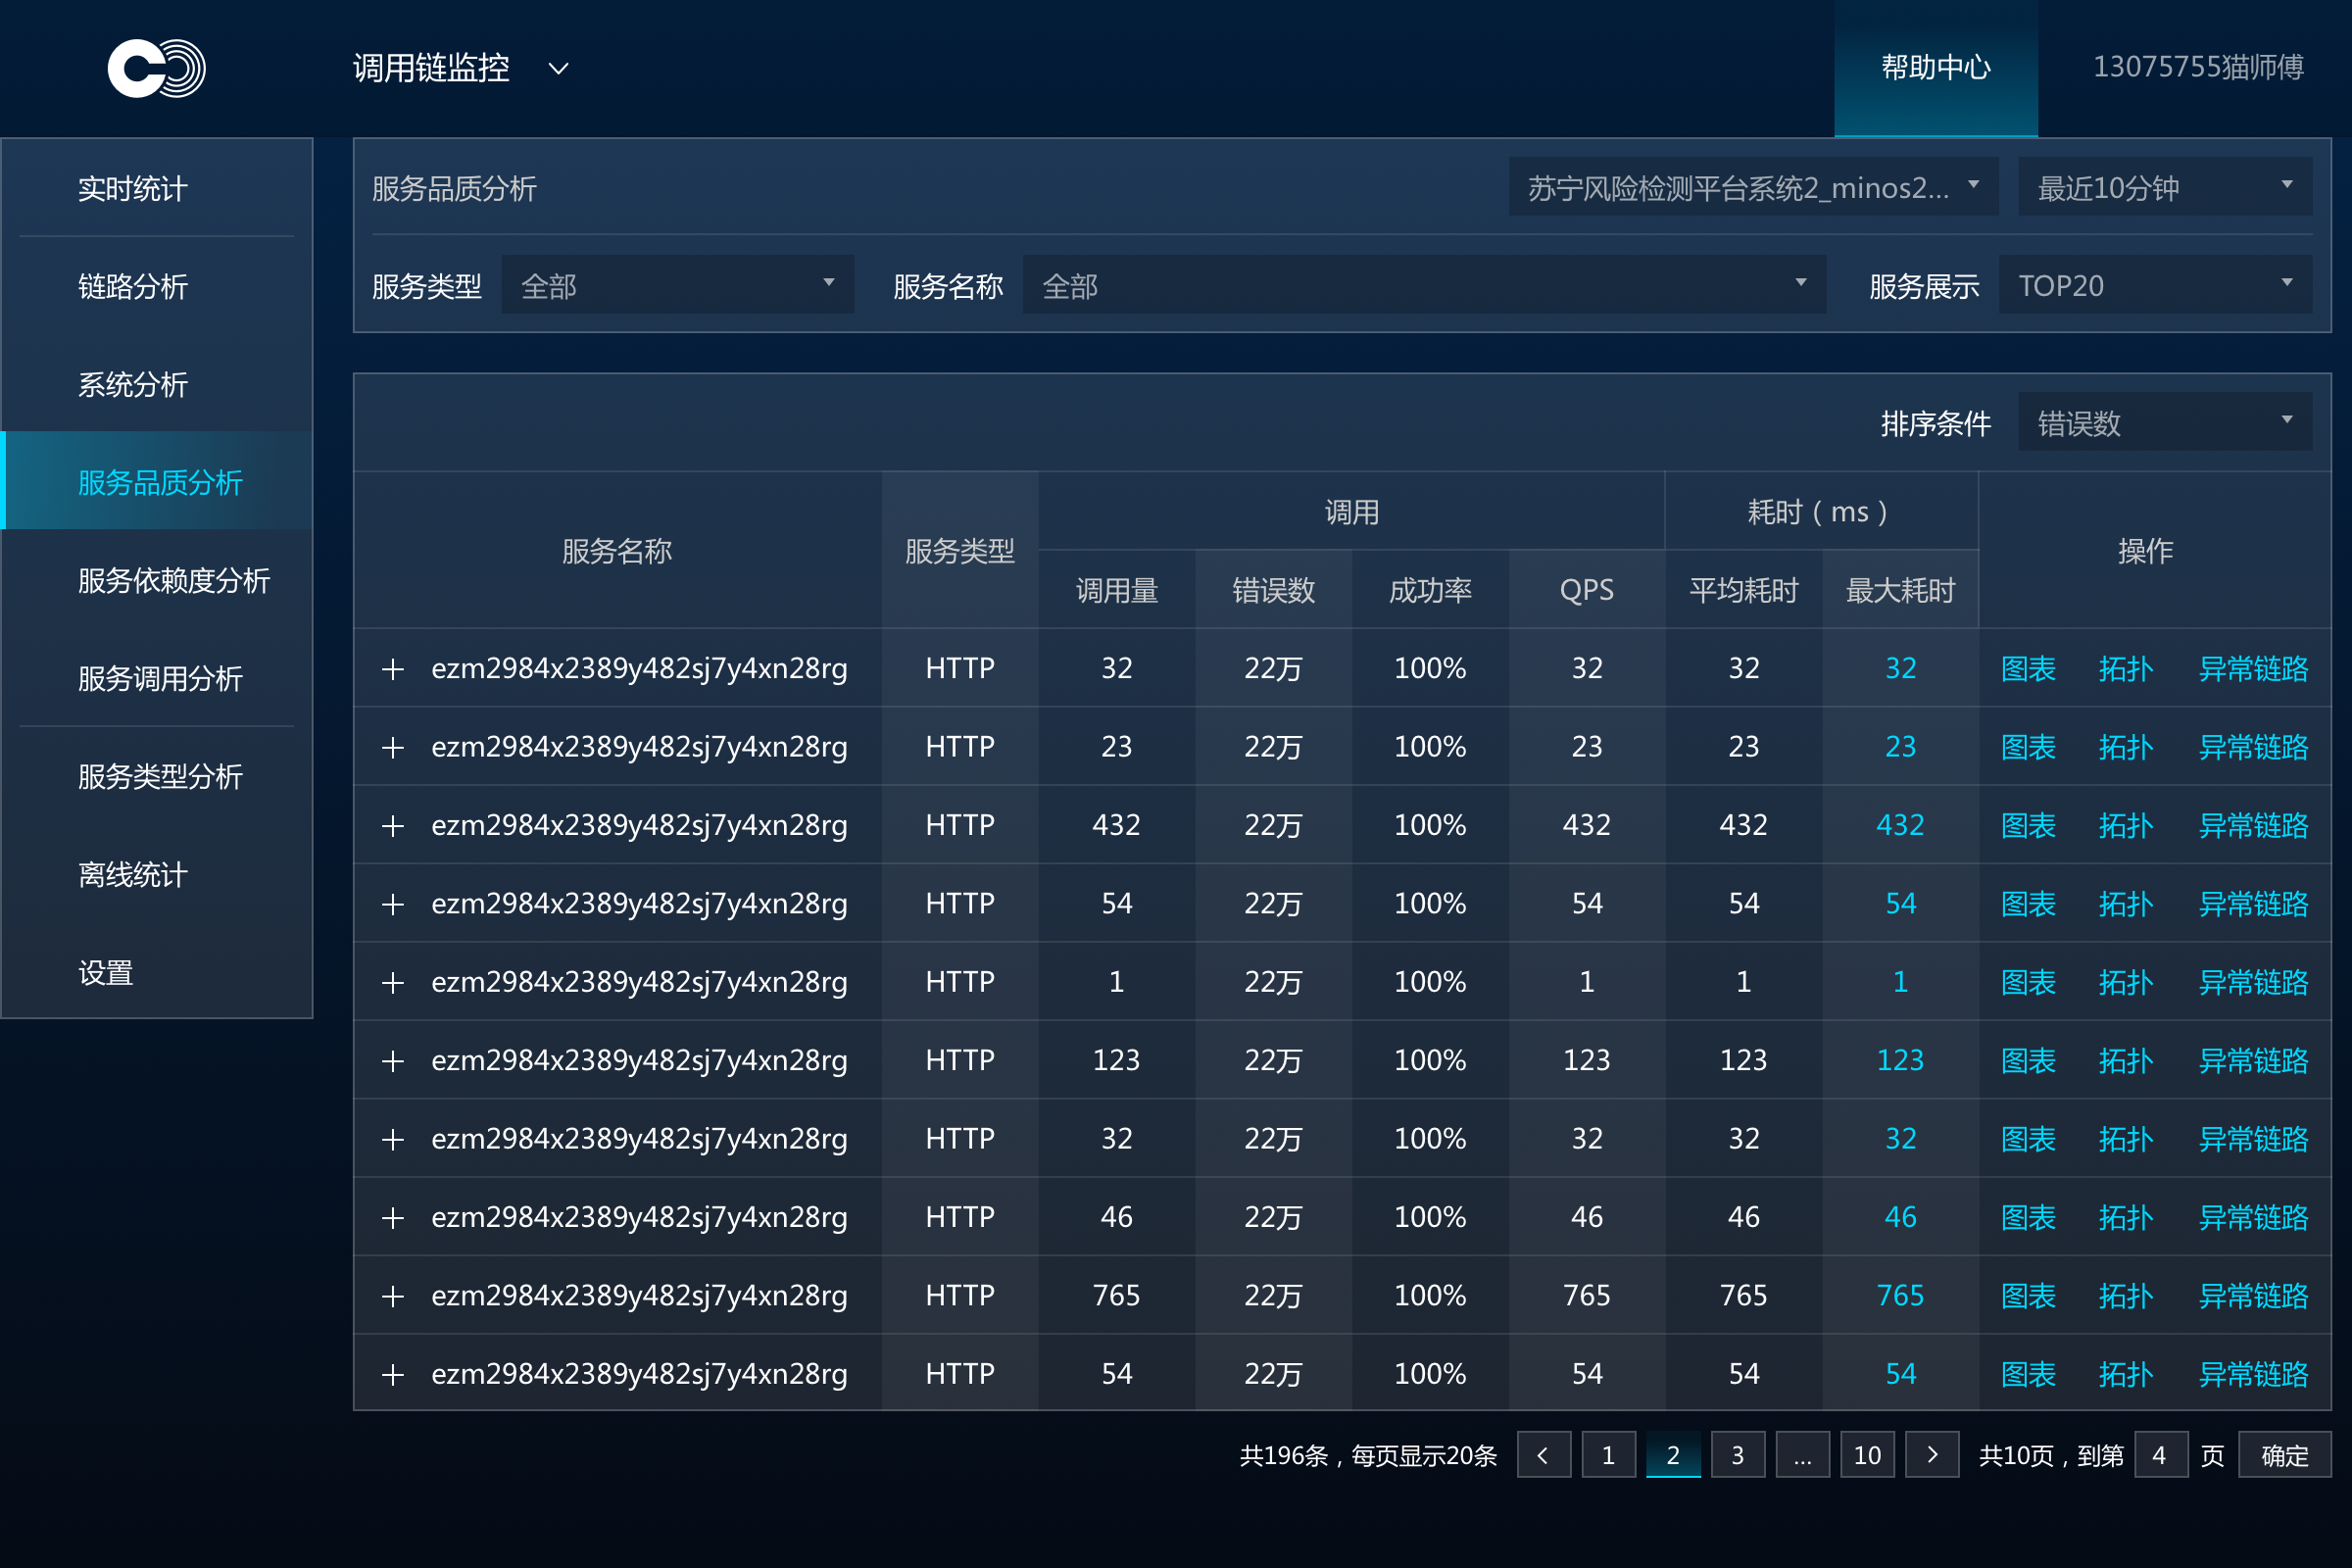 调用链监控
帮助中心
13075755猫师傅
实时统计
链路分析
系统分析
服务品质分析
服务依赖度分析
服务调用分析
服务类型分析
离线统计
设置
服务品质分析 苏宁风险检测平台系统2_minos2... 最近10分钟
服务类型 全部 服务名称 全部 服务展示 TOP20
排序条件 错误数
服务名称 服务类型 调用 耗时（ms） 操作
调用量 错误数 成功率 QPS 平均耗时 最大耗时
+ ezm2984x2389y482sj7y4xn28rg HTTP 32 22万 100% 32 32 32 图表 拓扑 异常链路
+ ezm2984x2389y482sj7y4xn28rg HTTP 23 22万 100% 23 23 23 图表 拓扑 异常链路
+ ezm2984x2389y482sj7y4xn28rg HTTP 432 22万 100% 432 432 432 图表 拓扑 异常链路
+ ezm2984x2389y482sj7y4xn28rg HTTP 54 22万 100% 54 54 54 图表 拓扑 异常链路
+ ezm2984x2389y482sj7y4xn28rg HTTP 1 22万 100% 1 1 1 图表 拓扑 异常链路
+ ezm2984x2389y482sj7y4xn28rg HTTP 123 22万 100% 123 123 123 图表 拓扑 异常链路
+ ezm2984x2389y482sj7y4xn28rg HTTP 32 22万 100% 32 32 32 图表 拓扑 异常链路
+ ezm2984x2389y482sj7y4xn28rg HTTP 46 22万 100% 46 46 46 图表 拓扑 异常链路
+ ezm2984x2389y482sj7y4xn28rg HTTP 765 22万 100% 765 765 765 图表 拓扑 异常链路
+ ezm2984x2389y482sj7y4xn28rg HTTP 54 22万 100% 54 54 54 图表 拓扑 异常链路
共196条，每页显示20条 < 1 2 3 ... 10 > 共10页，到第 4 页 确定